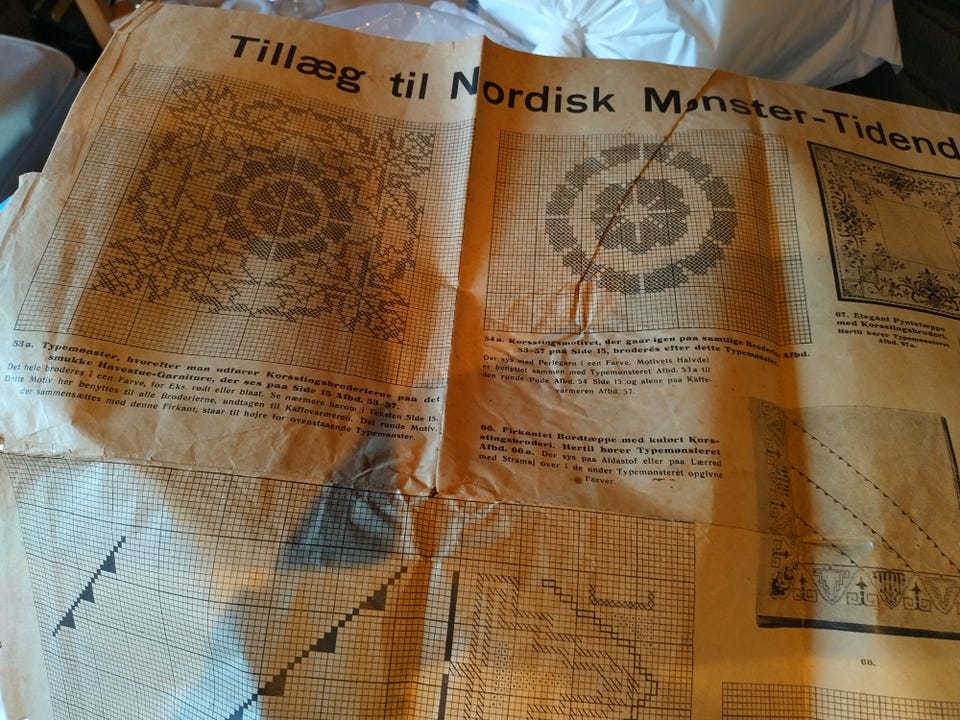 Tillæg til Nordisk Mønster-Tidend
53a. Typemønster, hvorefter man udfører Korsstingsbroderierne paa det
smukke Havestue-Garniture, der ses paa Side 15 Afbd. 53–57.
Det hele broderes i een Farve, for Eks. rødt eller blaat. Se nærmere herom i Teksten Side 15.
Dette Motiv her benyttes til alle Broderierne, undtagen til Kaffevarmeren. Det runde Motiv,
der sammensættes med denne Firkant, staar til højre for ovenstaaende Typemønster.
54a. Korsstingsmotivet, der gaar igen paa samtlige Broderier Afbd.
53–57 paa Side 15, broderes efter dette Typemønster.
Der sys med Perlegarn i een Farve. Motivets Halvdel
er benyttet sammen med Typemønsteret Afbd. 53a til
den runde Pude Afbd. 54 Side 15 og alene paa Kaffe-
varmeren Afbd. 57.
66. Firkantet Bordtæppe med kulørt Kors-
stingsbroderi. Hertil hører Typemønsteret
Afbd. 66a. Der sys paa Aidastof eller paa Lærred
med Stramaj over i de under Typemønsteret opgivne
Farver.
67. Elegant Pyntetæppe
med Korsstingsbroderi.
Hertil hører Typemønsteret
Afbd. 67a.
66.